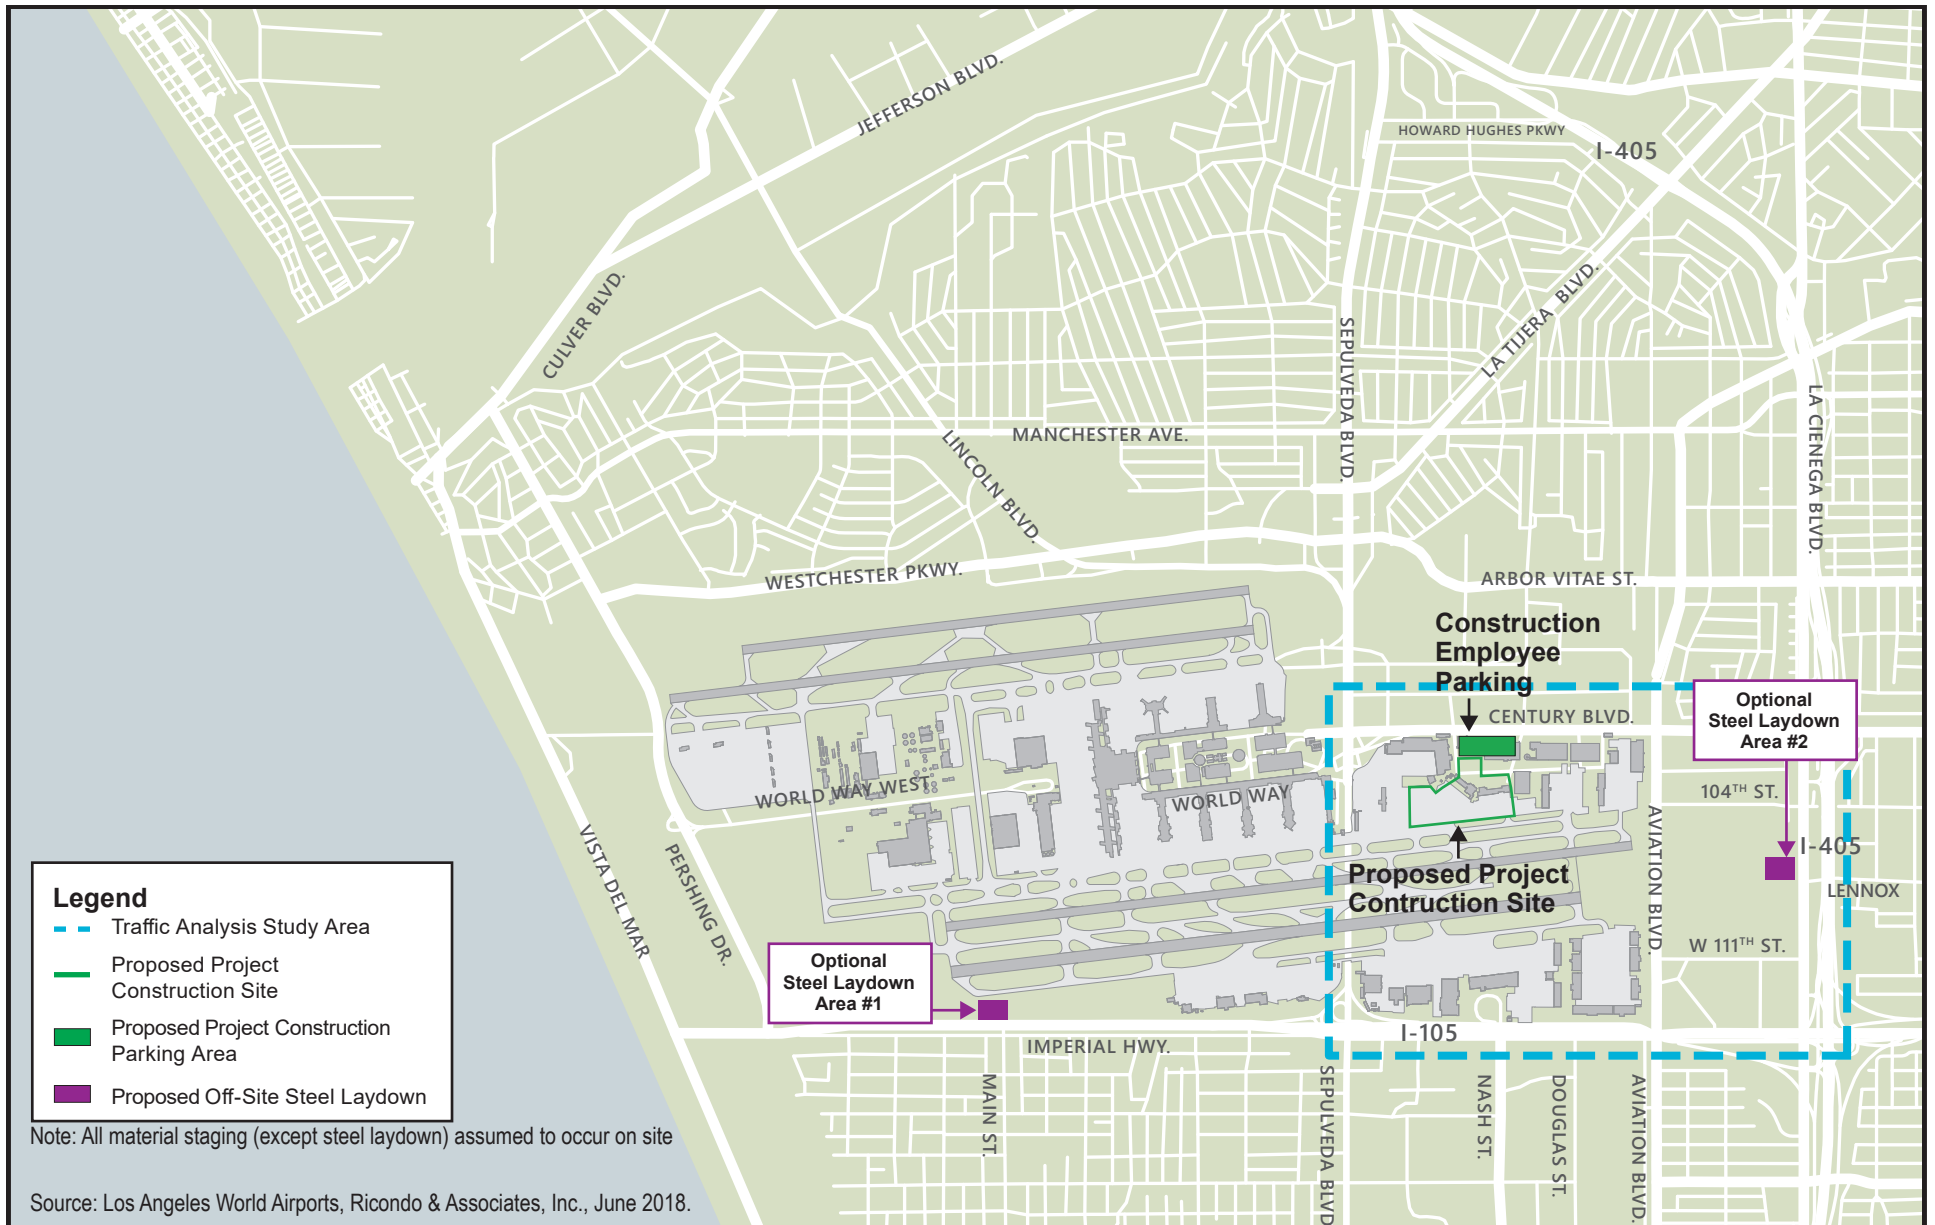 JEFFERSON BLVD.
HOWARD HUGHES PKWY
I-405
CULVER BLVD.
SEPULVEDA BLVD.
LA TIJERA BLVD.
LA CIENEGA BLVD.
MANCHESTER AVE.
LINCOLN BLVD.
WESTCHESTER PKWY.
ARBOR VITAE ST.
Construction
Employee
Parking
CENTURY BLVD.
Optional
Steel Laydown
Area #2
WORLD WAY WEST
WORLD WAY
104TH ST.
AVIATION BLVD.
I-405
LENNOX
VISTA DEL MAR
PERSHING DR.
Proposed Project
Contruction Site
W 111TH ST.
Optional
Steel Laydown
Area #1
I-105
IMPERIAL HWY.
MAIN ST.
SEPULVEDA BLVD
NASH ST.
DOUGLAS ST.
AVIATION BLVD.
Legend
Traffic Analysis Study Area
Proposed Project
Construction Site
Proposed Project Construction
Parking Area
Proposed Off-Site Steel Laydown
Note: All material staging (except steel laydown) assumed to occur on site
Source: Los Angeles World Airports, Ricondo & Associates, Inc., June 2018.